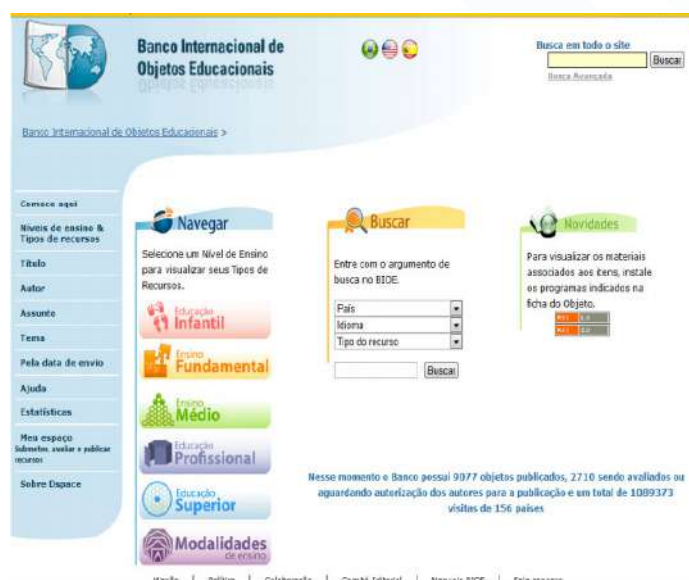 Banco Internacional de
Objetos Educacionais
Busca em todo o site
Buscar
Busca Avançada
Banco Internacional de Objetos Educacionais >
Comece aqui
Níveis de ensino &
Tipos de recursos
Título
Autor
Assunto
Tema
Pela data de envio
Ajuda
Estatísticas
Meu espaço
Submeter, avaliar e publicar
recursos
Sobre Dspace
Navegar
Selecione um Nível de Ensino
para visualizar seus Tipos de
Recursos.
Educação
Infantil
Ensino
Fundamental
Ensino
Médio
Educação
Profissional
Educação
Superior
Modalidades
de ensino
Buscar
Entre com o argumento de
busca no BIOE.
País
Idioma
Tipo do recurso
Buscar
Novidades
Para visualizar os materiais
associados aos itens, instale
os programas indicados na
ficha do Objeto.
Nesse momento o Banco possui 9077 objetos publicados, 2710 sendo avaliados ou
aguardando autorização dos autores para a publicação e um total de 1089373
visitas de 156 países